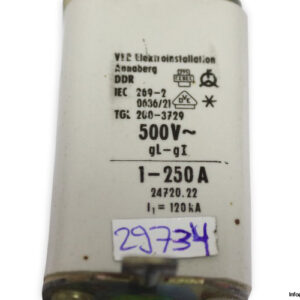 VEB Elektroinstallation
Annaberg
DDR
IEC 269-2
0636/21
TGL 200-3729
500V~
gL-gI
1-250A
24720.22
I₁ = 120kA
29734